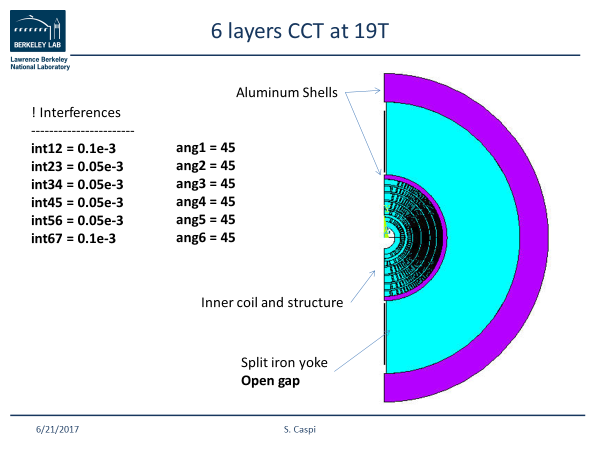 6 layers CCT at 19T
BERKELEY LAB
Lawrence Berkeley
National Laboratory
Aluminum Shells
! Interferences
-----------------------
int12 = 0.1e-3 ang1 = 45
int23 = 0.05e-3 ang2 = 45
int34 = 0.05e-3 ang3 = 45
int45 = 0.05e-3 ang4 = 45
int56 = 0.05e-3 ang5 = 45
int67 = 0.1e-3 ang6 = 45
Inner coil and structure
Split iron yoke
Open gap
6/21/2017 S. Caspi